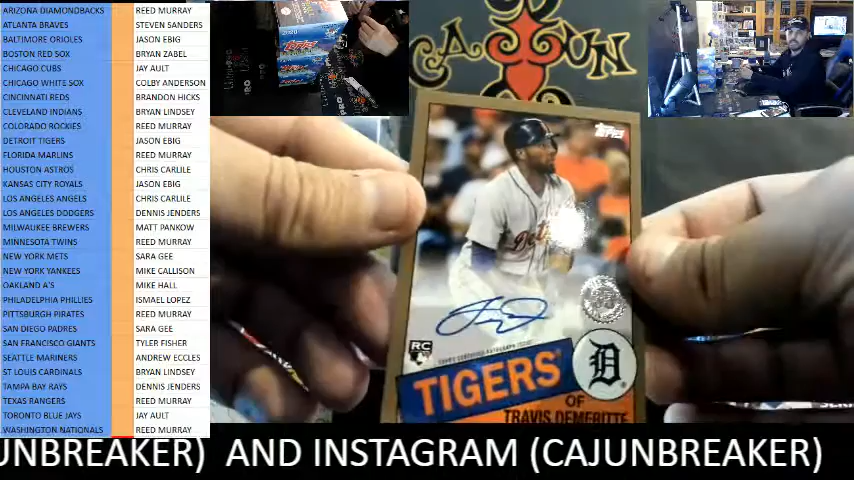 ARIZONA DIAMONDBACKS REED MURRAY
ATLANTA BRAVES STEVEN SANDERS
BALTIMORE ORIOLES JASON EBIG
BOSTON RED SOX BRYAN ZABEL
CHICAGO CUBS JAY AULT
CHICAGO WHITE SOX COLBY ANDERSON
CINCINNATI REDS BRANDON HICKS
CLEVELAND INDIANS BRYAN LINDSEY
COLORADO ROCKIES REED MURRAY
DETROIT TIGERS JASON EBIG
FLORIDA MARLINS REED MURRAY
HOUSTON ASTROS CHRIS CARLILE
KANSAS CITY ROYALS JASON EBIG
LOS ANGELES ANGELS CHRIS CARLILE
LOS ANGELES DODGERS DENNIS JENDERS
MILWAUKEE BREWERS MATT PANKOW
MINNESOTA TWINS REED MURRAY
NEW YORK METS SARA GEE
NEW YORK YANKEES MIKE CALLISON
OAKLAND A'S MIKE HALL
PHILADELPHIA PHILLIES ISMAEL LOPEZ
PITTSBURGH PIRATES REED MURRAY
SAN DIEGO PADRES SARA GEE
SAN FRANCISCO GIANTS TYLER FISHER
SEATTLE MARINERS ANDREW ECCLES
ST LOUIS CARDINALS BRYAN LINDSEY
TAMPA BAY RAYS DENNIS JENDERS
TEXAS RANGERS REED MURRAY
TORONTO BLUE JAYS JAY AULT
WASHINGTON NATIONALS REED MURRAY
2020
Topps
CAJUN
Topps
RC
TOPPS CERTIFIED AUTOGRAPH ISSUE
TIGERS
D
OF
TRAVIS DEMERITTE
UNBREAKER) AND INSTAGRAM (CAJUNBREAKER)